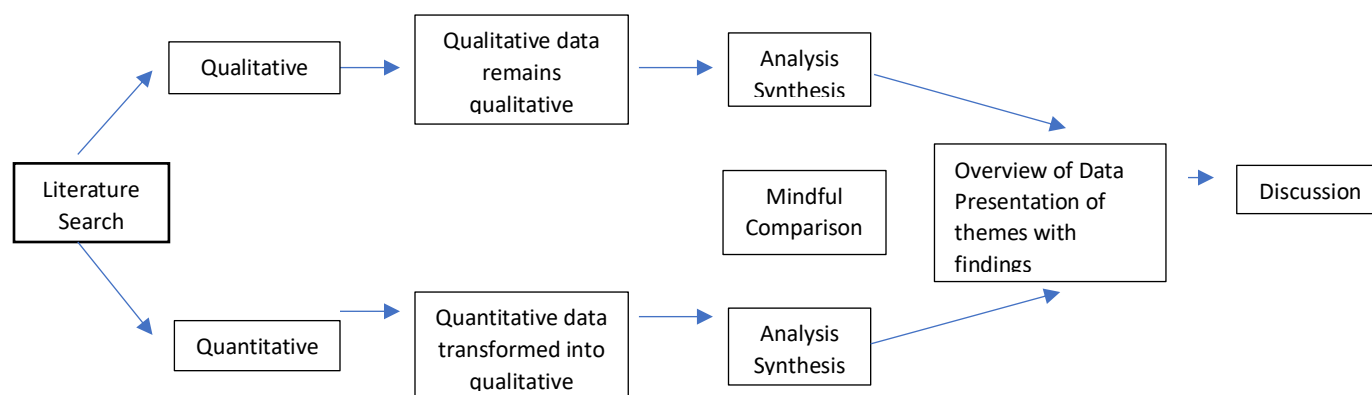 Qualitative
Qualitative data
remains
qualitative
Analysis
Synthesis
Literature
Search
Mindful
Comparison
Overview of Data
Presentation of
themes with
findings
Discussion
Quantitative
Quantitative data
transformed into
qualitative
Analysis
Synthesis